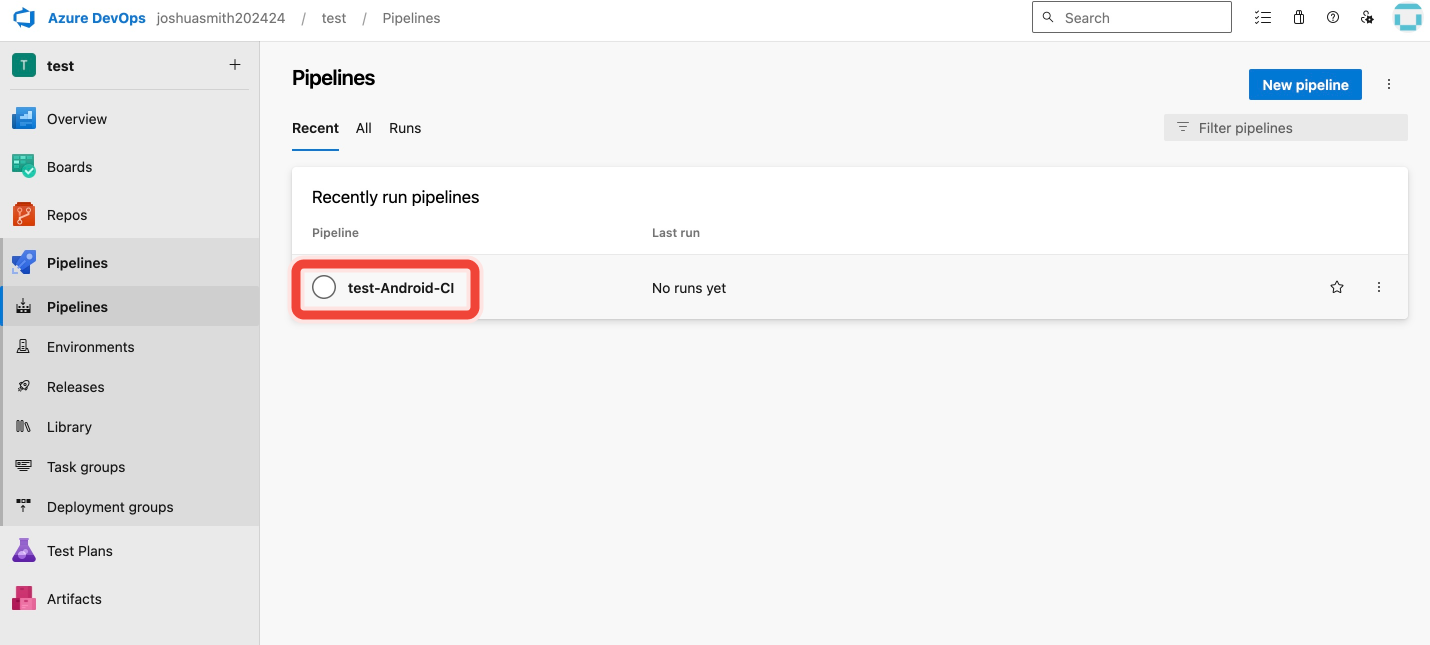 Azure DevOps joshuasmith202424 / test / Pipelines Search
T test +
Overview
Boards
Repos
Pipelines
Pipelines
Environments
Releases
Library
Task groups
Deployment groups
Test Plans
Artifacts
Pipelines
New pipeline
Recent All Runs
Filter pipelines
Recently run pipelines
Pipeline Last run
test-Android-CI No runs yet